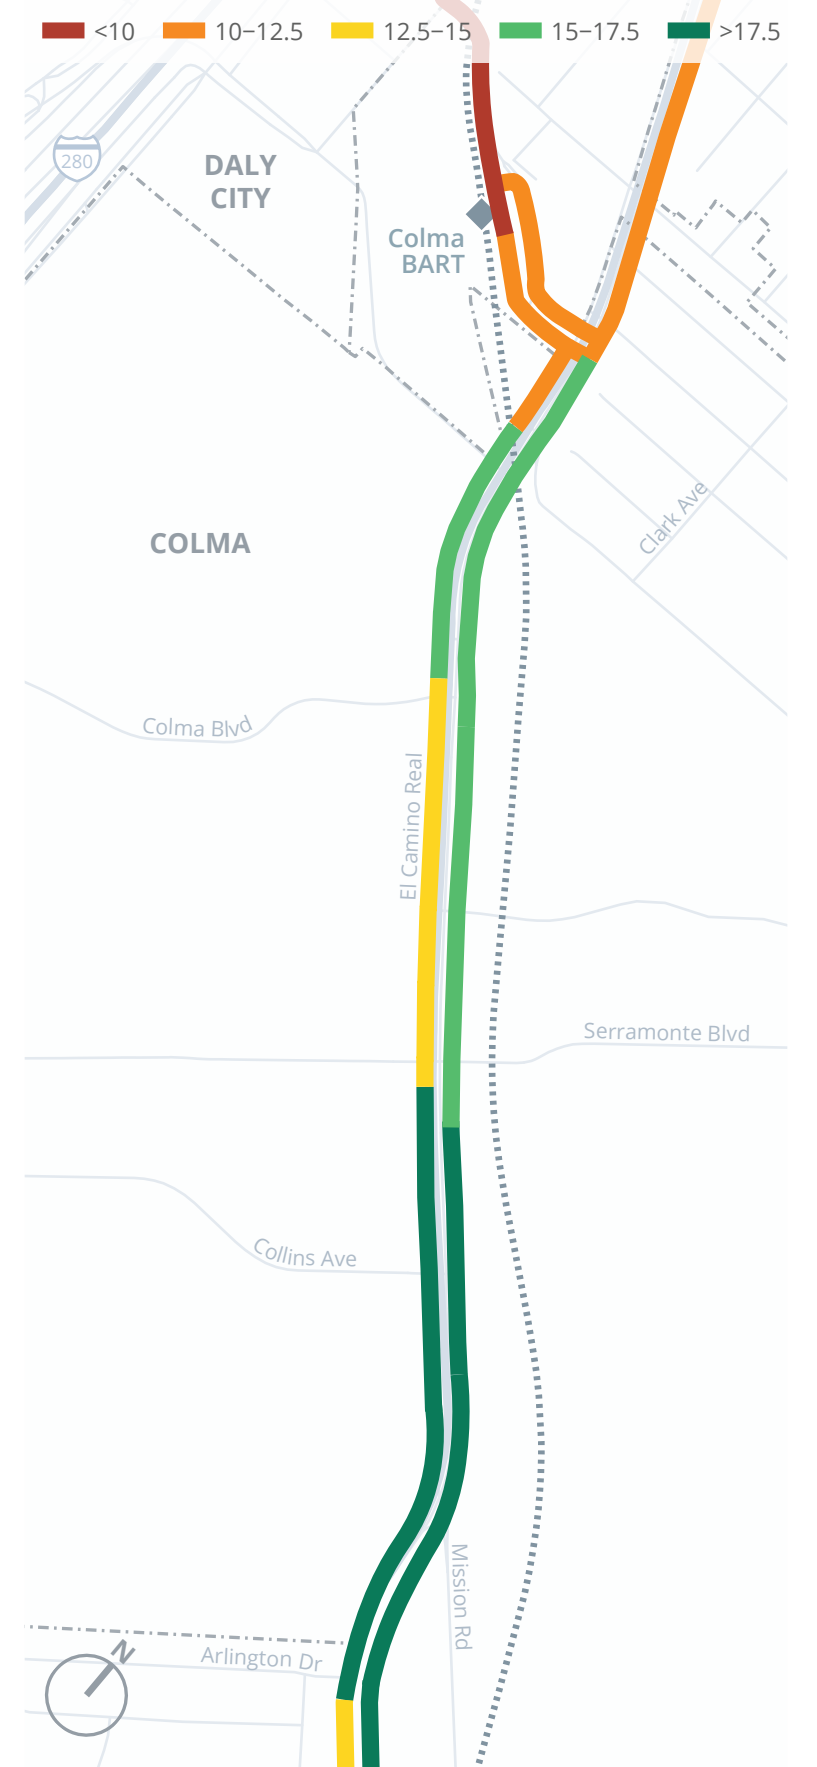 <10
10–12.5
12.5–15
15–17.5
>17.5
280
DALY
CITY
Colma
BART
Clark Ave
COLMA
Colma Blvd
El Camino Real
Serramonte Blvd
Collins Ave
Mission Rd
Arlington Dr
N